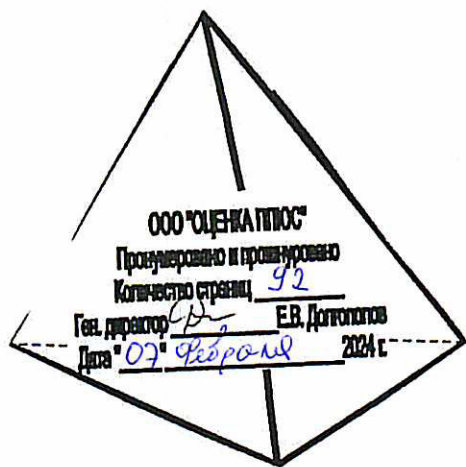 ООО "ОЦЕНКА ПЛЮС"
Пронумеровано и прошнуровано
Количество страниц 92
Ген. директор Е.В. Долгополов
Дата "07" февраля 2024 г.